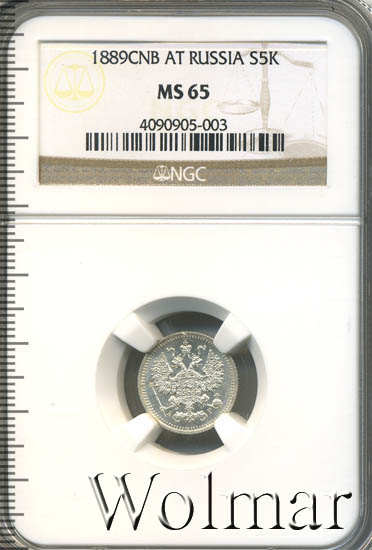 1889CNB AT RUSSIA S5K
MS 65
4090905-003
NGC
Wolmar